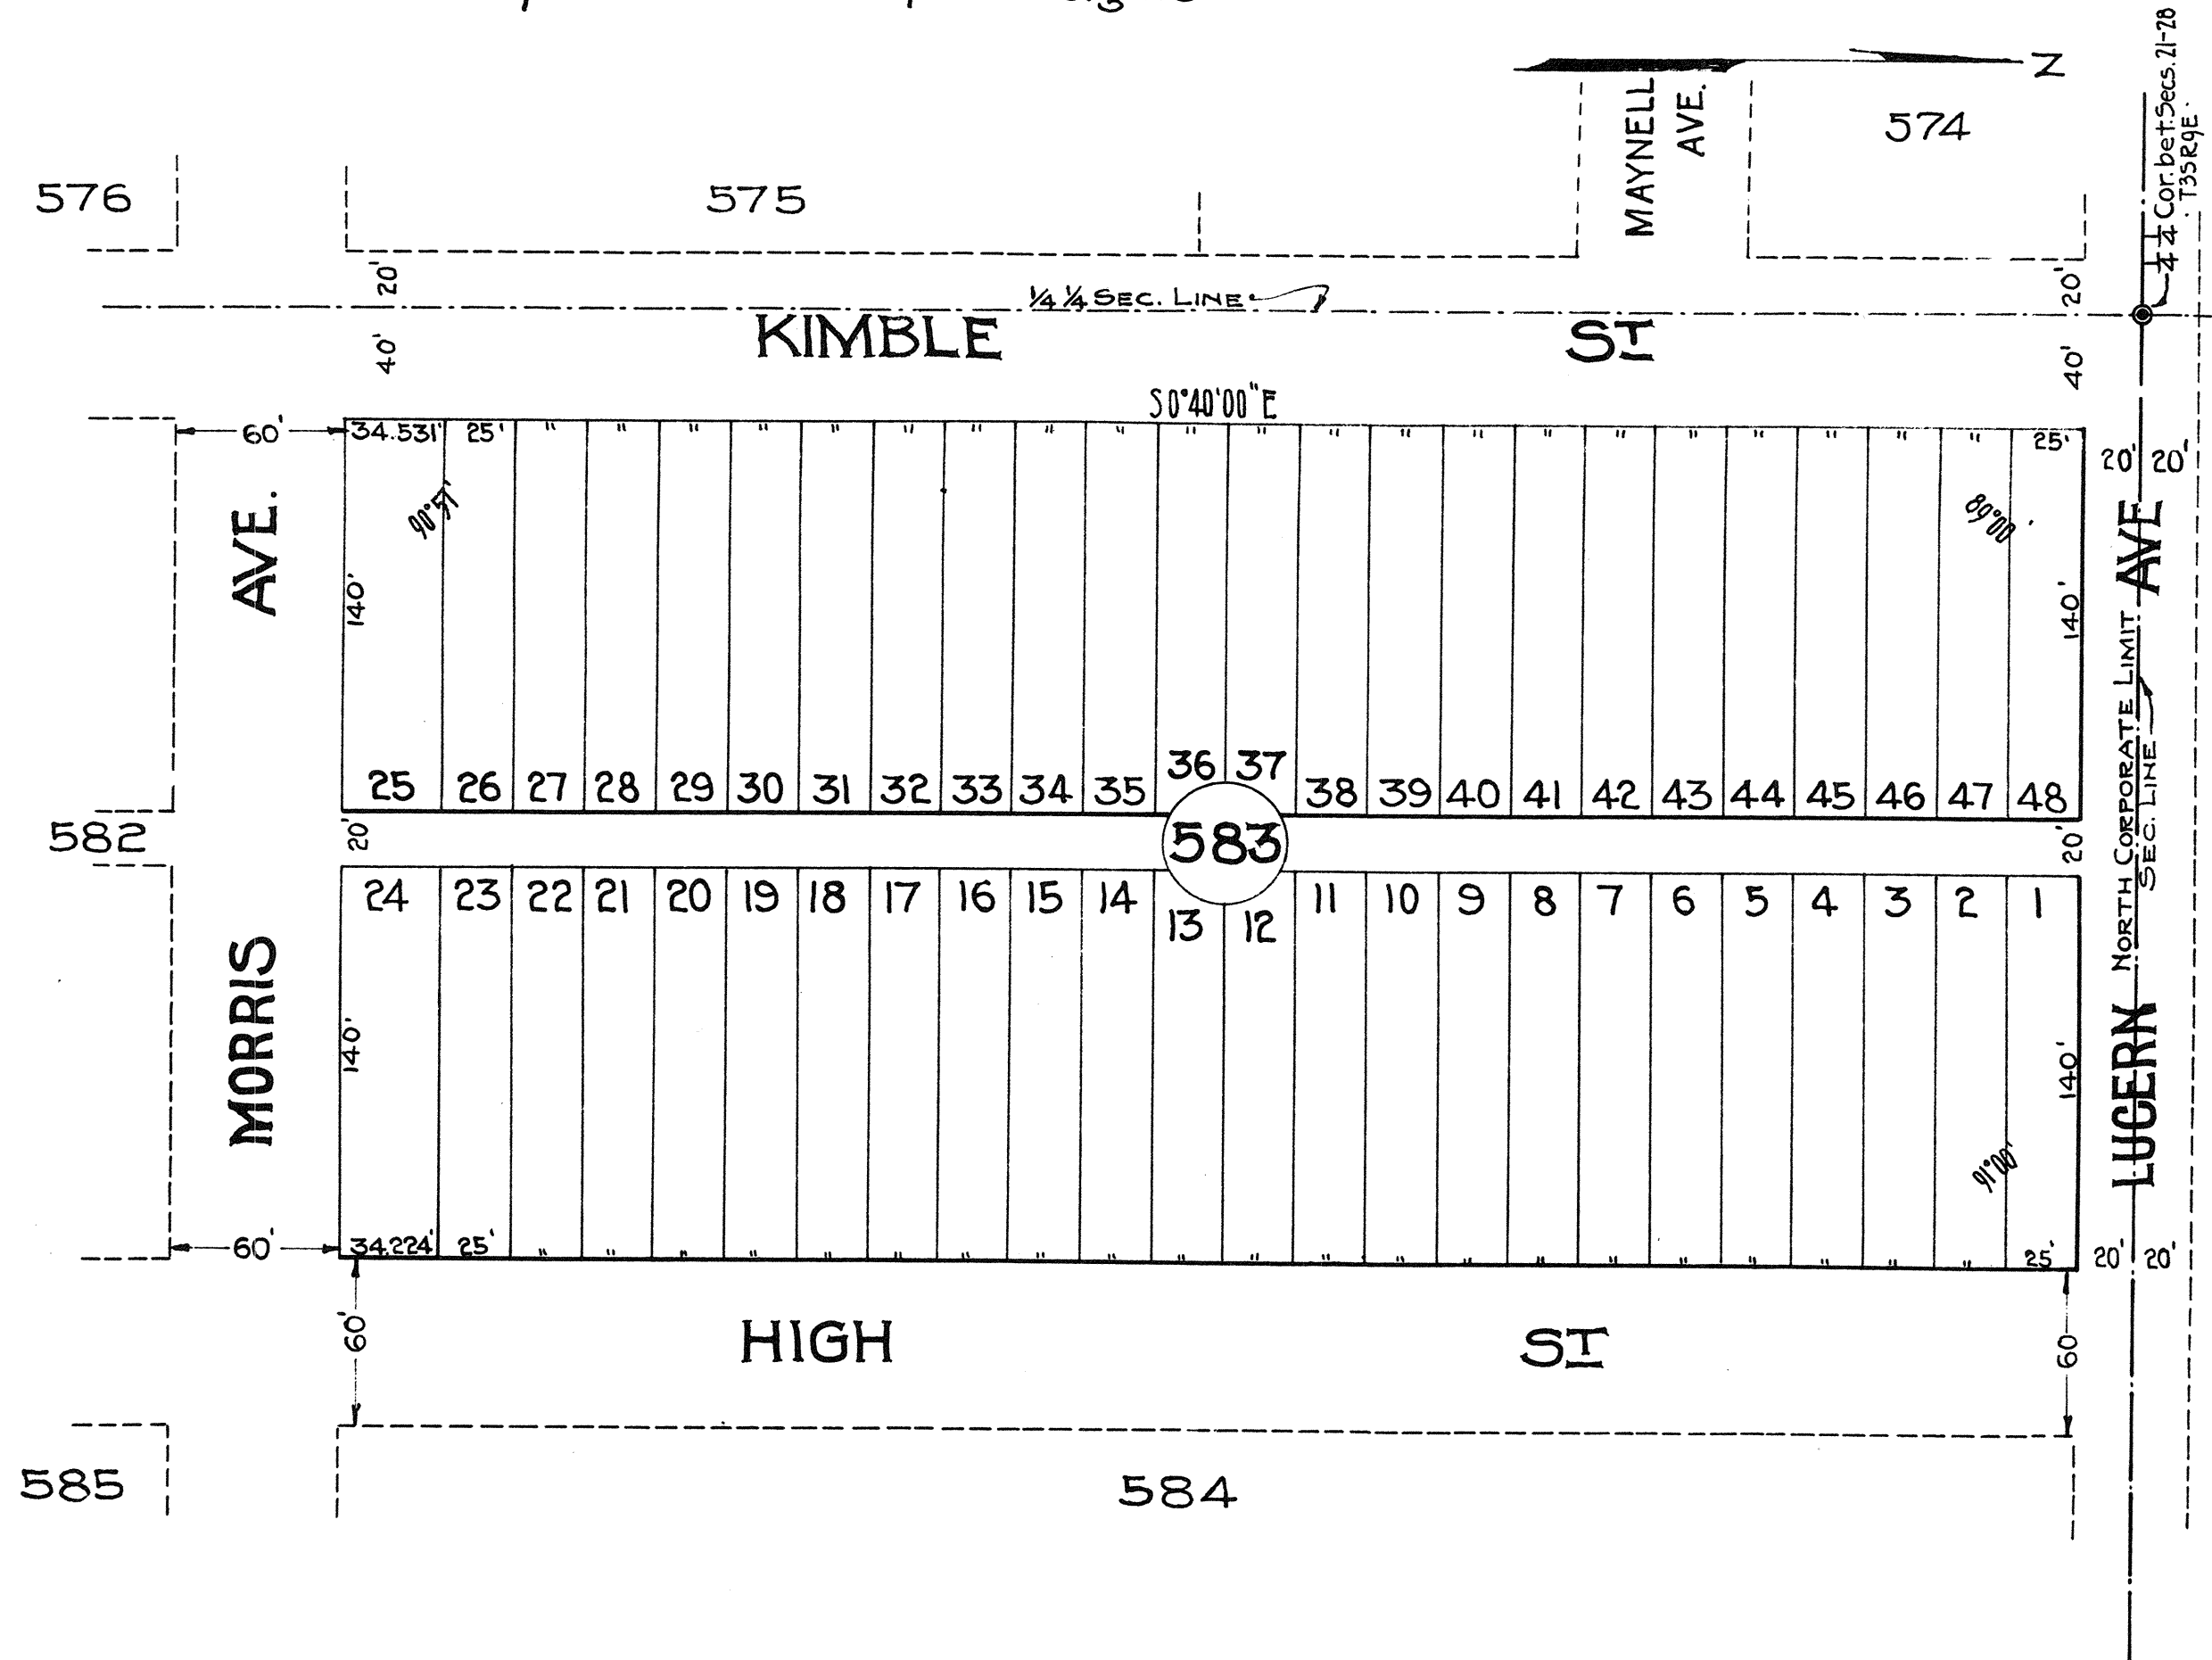 N
MAYNELL
AVE.
574
576
575
Cor. bet. Secs. 21-28
T35R9E.
20'
1/4 1/4 SEC. LINE
20'
40'
KIMBLE ST
40'
S 0°40'00" E
60'
34.531' 25' " " " " " " " " " " " " " " " " " " " " " 25'
20' 20'
90°57'
89°00'
AVE.
140'
140'
AVE
25 26 27 28 29 30 31 32 33 34 35 36 37 38 39 40 41 42 43 44 45 46 47 48
NORTH CORPORATE LIMIT
SEC. LINE
582
20'
583
20'
24 23 22 21 20 19 18 17 16 15 14 13 12 11 10 9 8 7 6 5 4 3 2 1
MORRIS
140'
140'
LUCERN
91°00'
60'
34.224' 25' " " " " " " " " " " " " " " " " " " " " " 25'
20' 20'
60'
HIGH ST
60
585
584